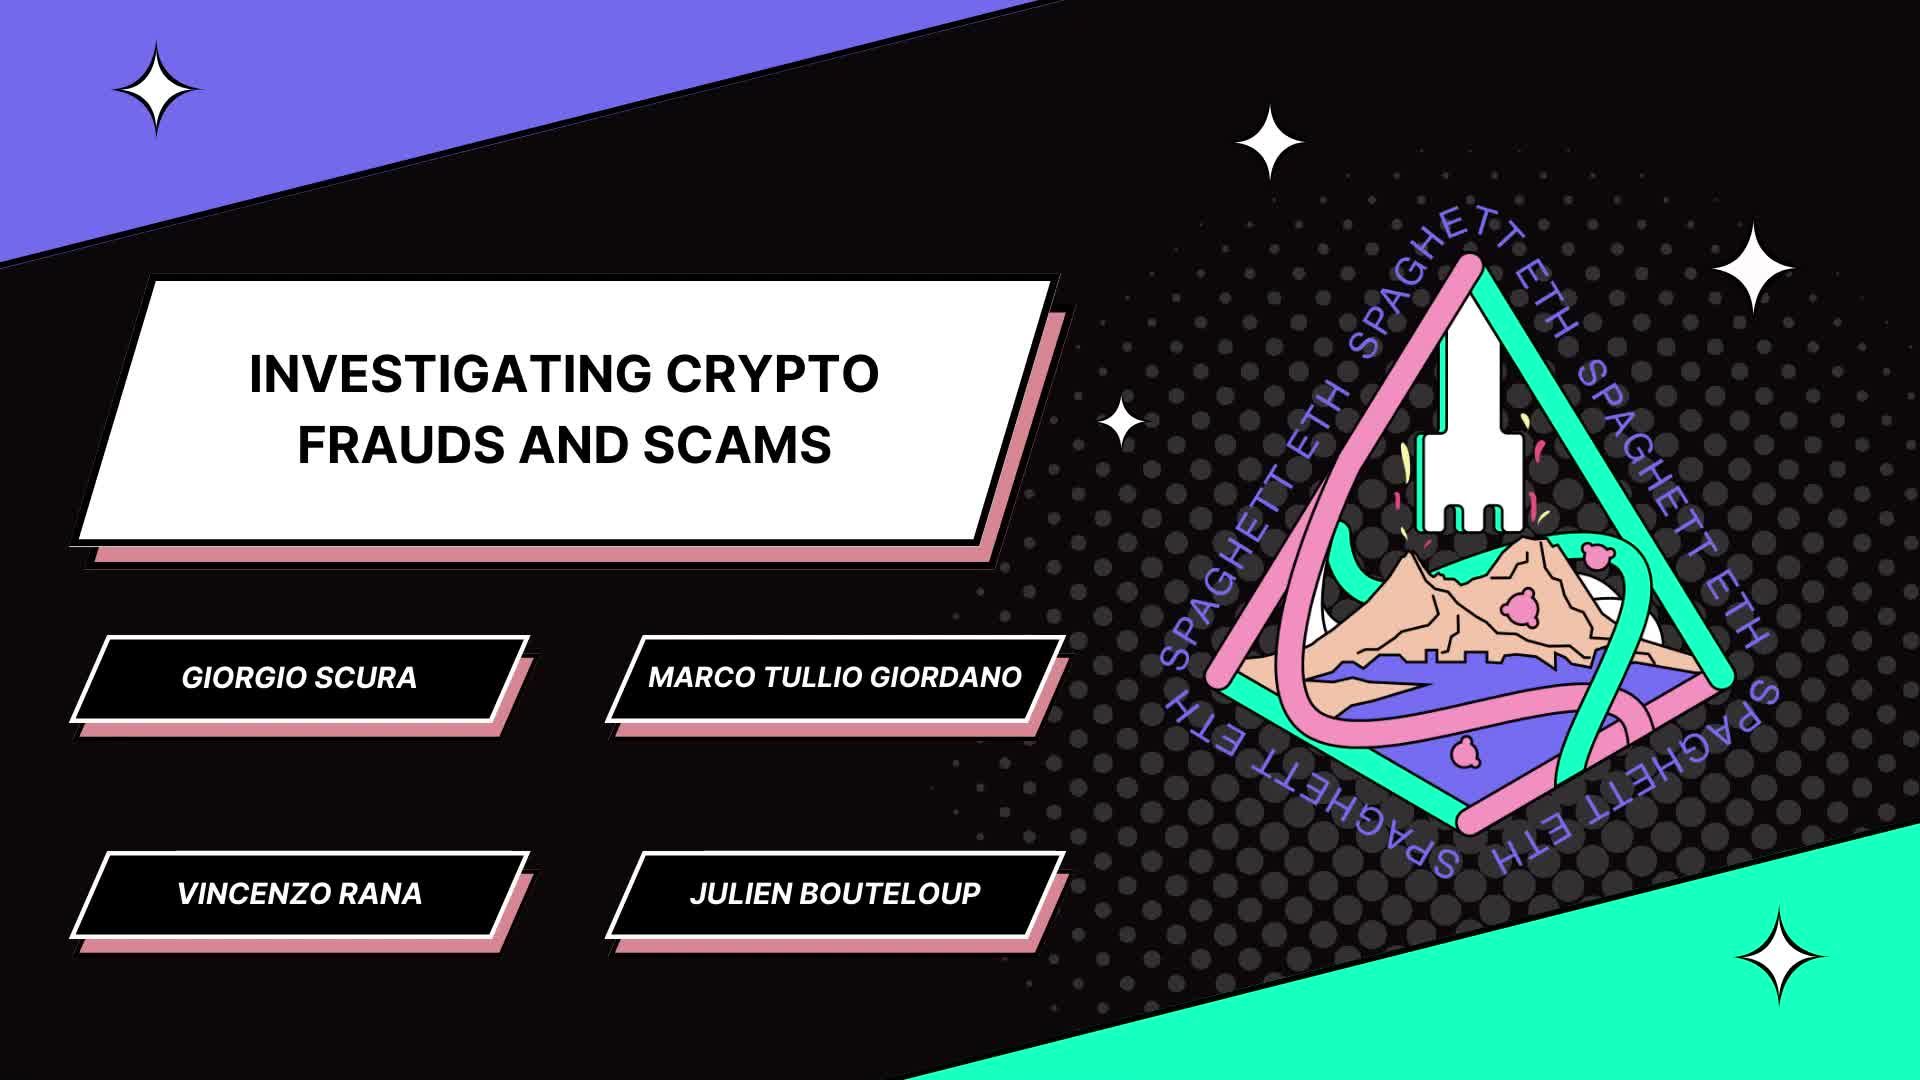 INVESTIGATING CRYPTO
FRAUDS AND SCAMS
GIORGIO SCURA
MARCO TULLIO GIORDANO
VINCENZO RANA
JULIEN BOUTELOUP
SPAGHETT ETH SPAGHETT ETH SPAGHETT ETH SPAGHETT ETH SPAGHETT ETH SPAGHETT ETH